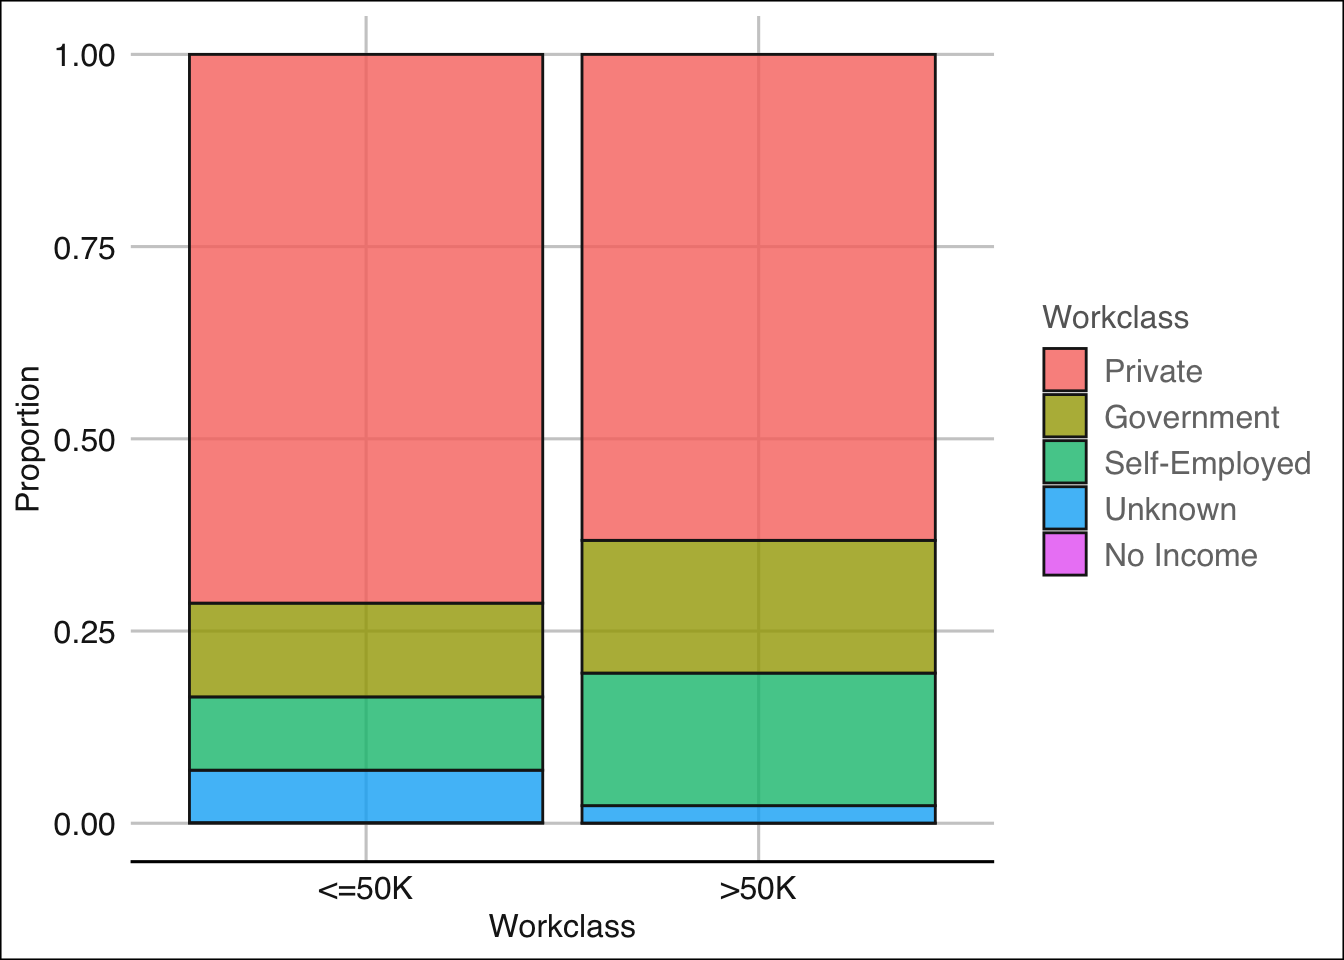 1.00
0.75
0.50
0.25
0.00
Proportion
<=50K
>50K
Workclass
Workclass
Private
Government
Self-Employed
Unknown
No Income